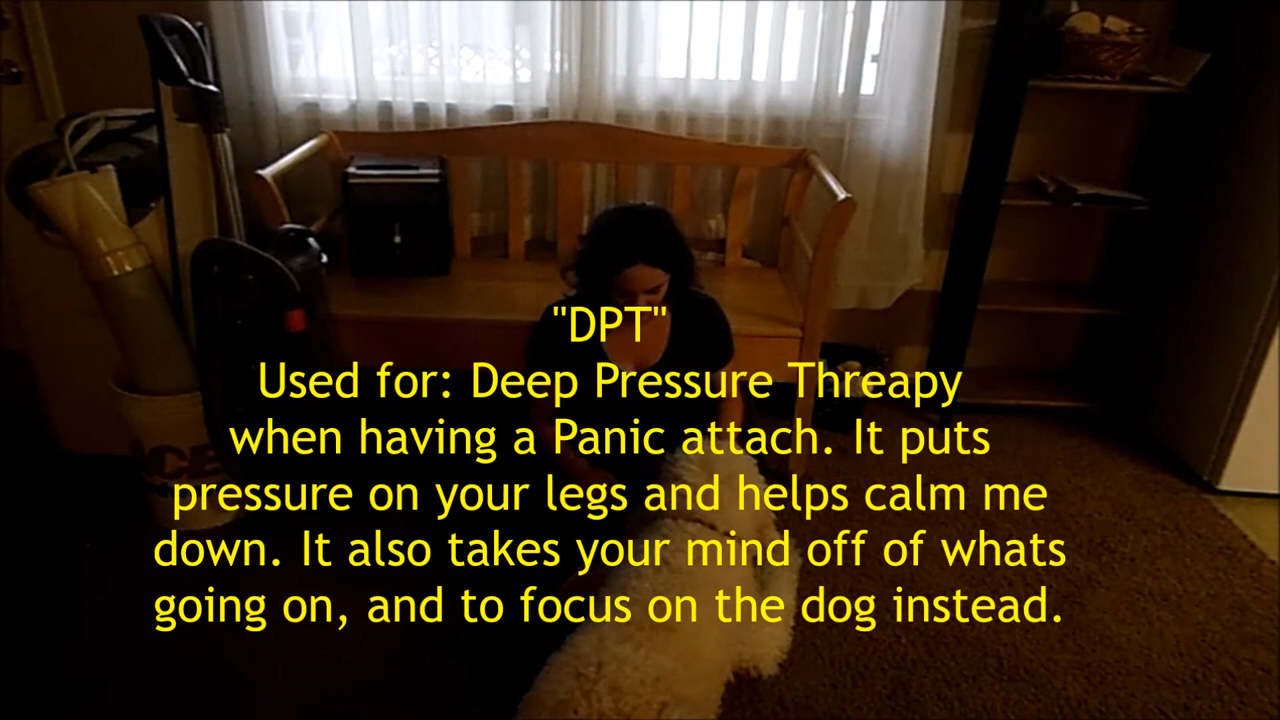 "DPT"
Used for: Deep Pressure Threapy
when having a Panic attach. It puts
pressure on your legs and helps calm me
down. It also takes your mind off of whats
going on, and to focus on the dog instead.